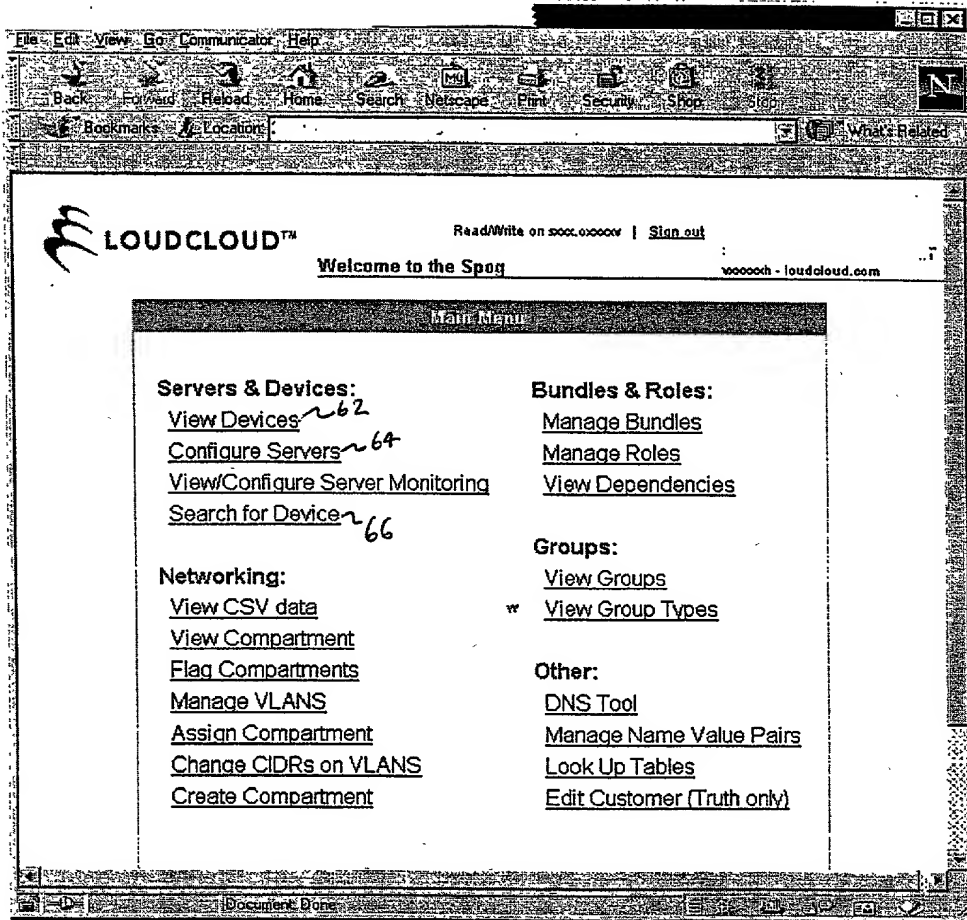 File Edit View Go Communicator Help
Back Forward Reload Home Search Netscape Print Security Shop Stop
Bookmarks Location: What's Related
LOUDCLOUD™
Read/Write on | Sign out
Welcome to the Spog
- loudcloud.com
Main Menu
Servers & Devices:
View Devices 62
Configure Servers 64
View/Configure Server Monitoring
Search for Device 66
Networking:
View CSV data
View Compartment
Flag Compartments
Manage VLANS
Assign Compartment
Change CIDRs on VLANS
Create Compartment
Bundles & Roles:
Manage Bundles
Manage Roles
View Dependencies
Groups:
View Groups
View Group Types
Other:
DNS Tool
Manage Name Value Pairs
Look Up Tables
Edit Customer (Truth only)
Document: Done